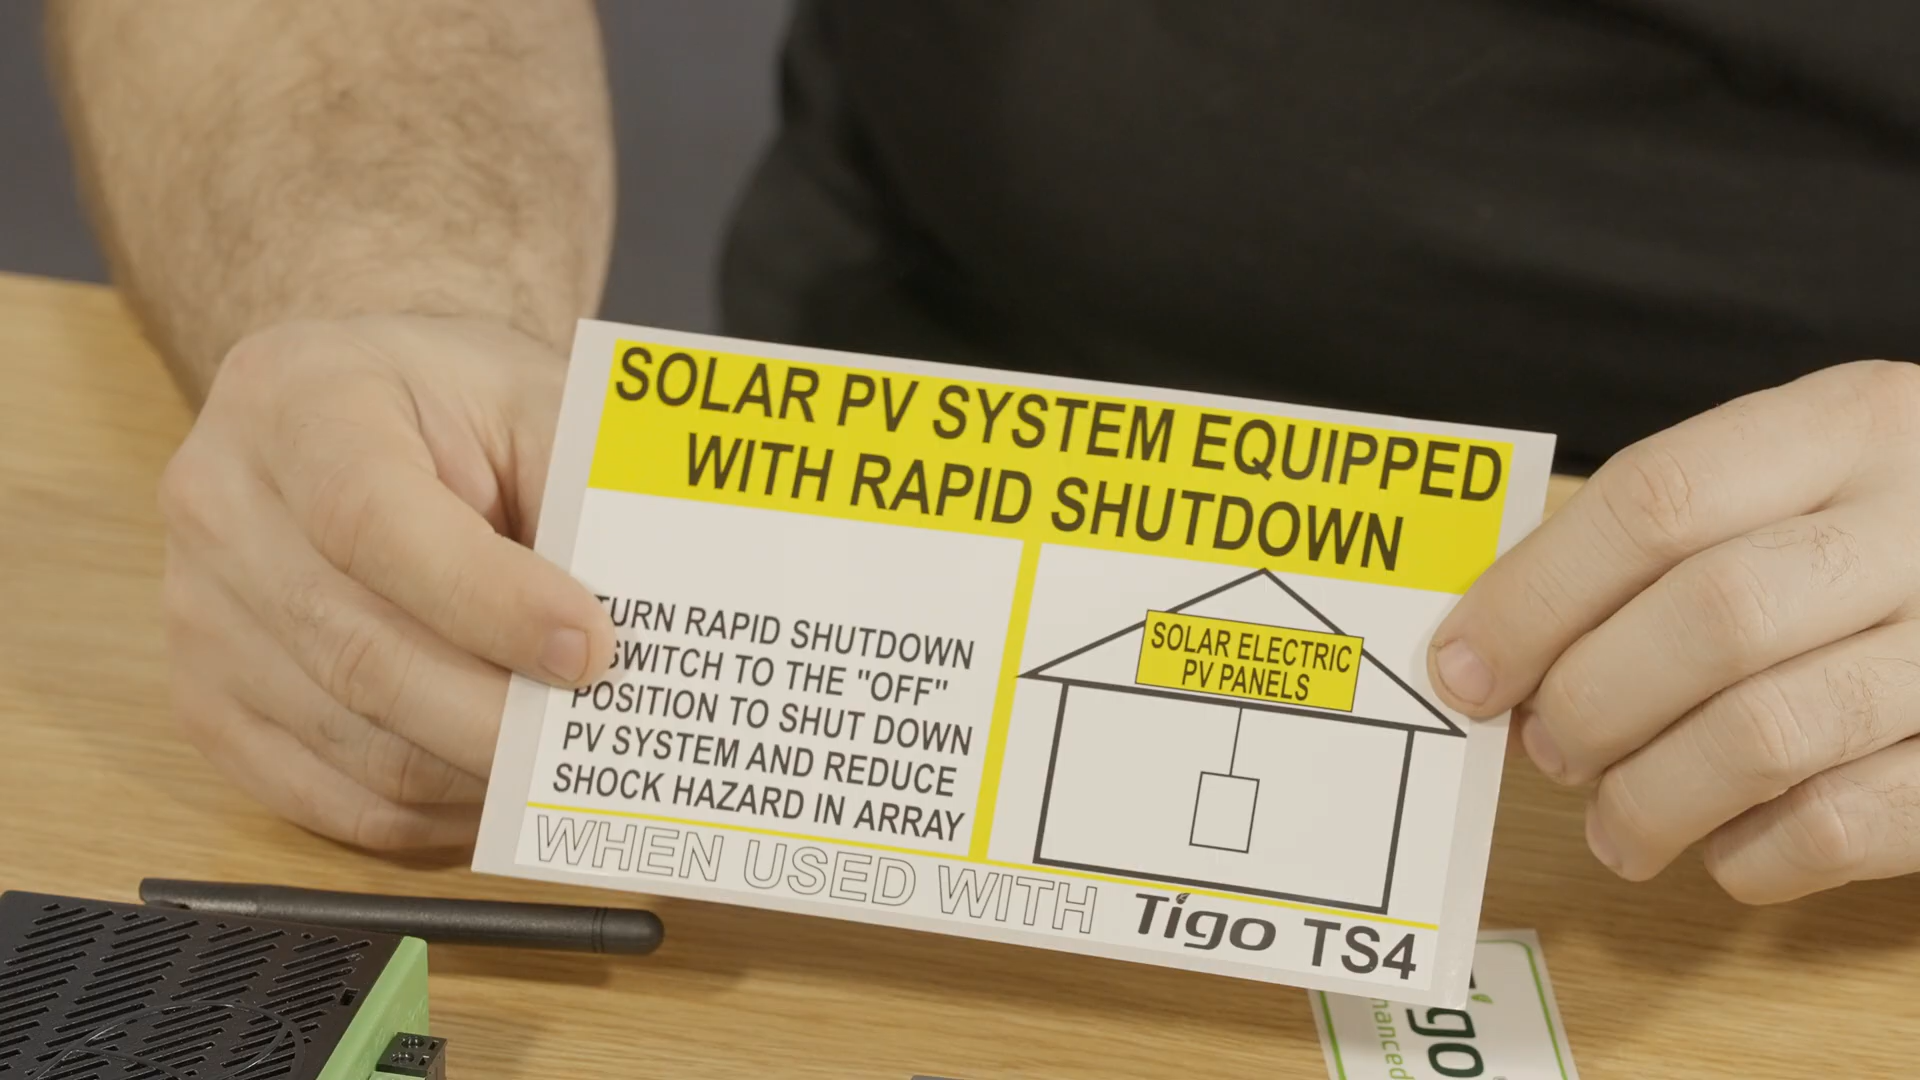 SOLAR PV SYSTEM EQUIPPED
WITH RAPID SHUTDOWN
TURN RAPID SHUTDOWN
SWITCH TO THE "OFF"
POSITION TO SHUT DOWN
PV SYSTEM AND REDUCE
SHOCK HAZARD IN ARRAY
SOLAR ELECTRIC
PV PANELS
WHEN USED WITH Tigo TS4